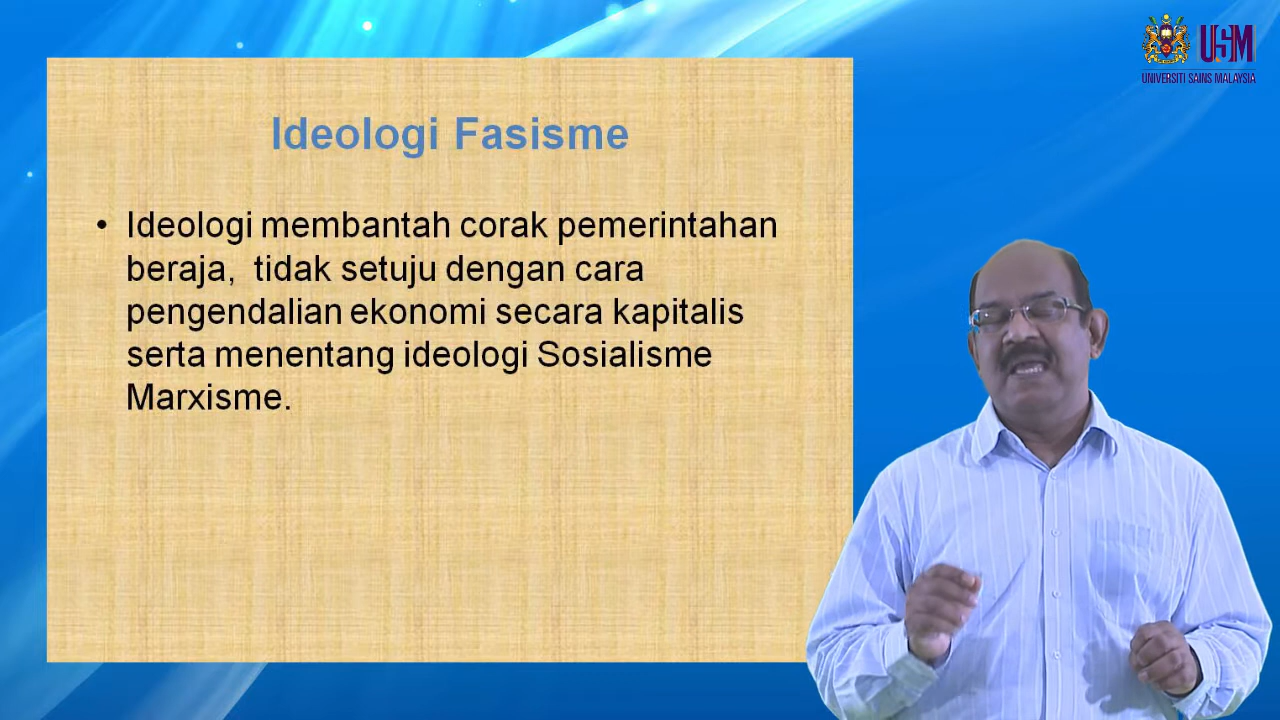 USM
UNIVERSITI SAINS MALAYSIA
Ideologi Fasisme
• Ideologi membantah corak pemerintahan
beraja, tidak setuju dengan cara
pengendalian ekonomi secara kapitalis
serta menentang ideologi Sosialisme
Marxisme.